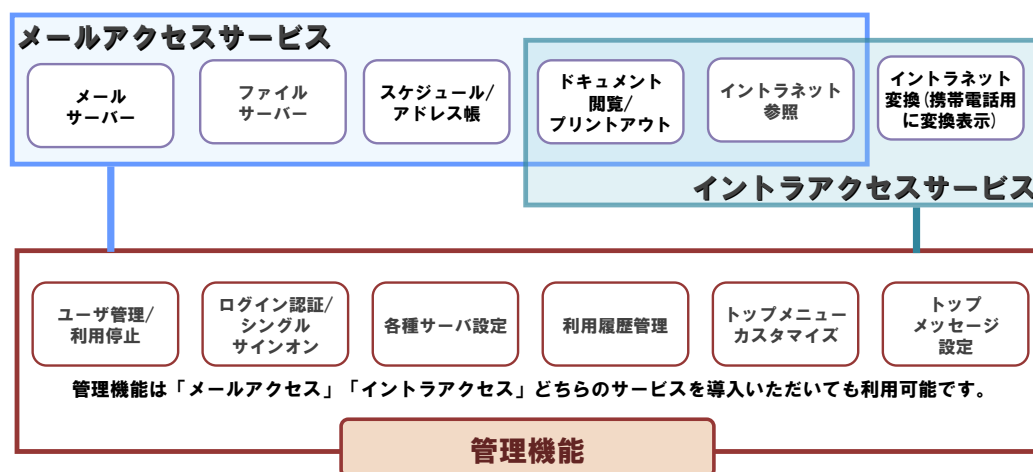 メールアクセスサービス
メール
サーバー
ファイル
サーバー
スケジュール/
アドレス帳
ドキュメント
閲覧/
プリントアウト
イントラネット
参照
イントラネット
変換(携帯電話用
に変換表示)
イントラアクセスサービス
ユーザ管理/
利用停止
ログイン認証/
シングル
サインオン
各種サーバ設定
利用履歴管理
トップメニュー
カスタマイズ
トップ
メッセージ
設定
管理機能は「メールアクセス」「イントラアクセス」どちらのサービスを導入いただいても利用可能です。
管理機能